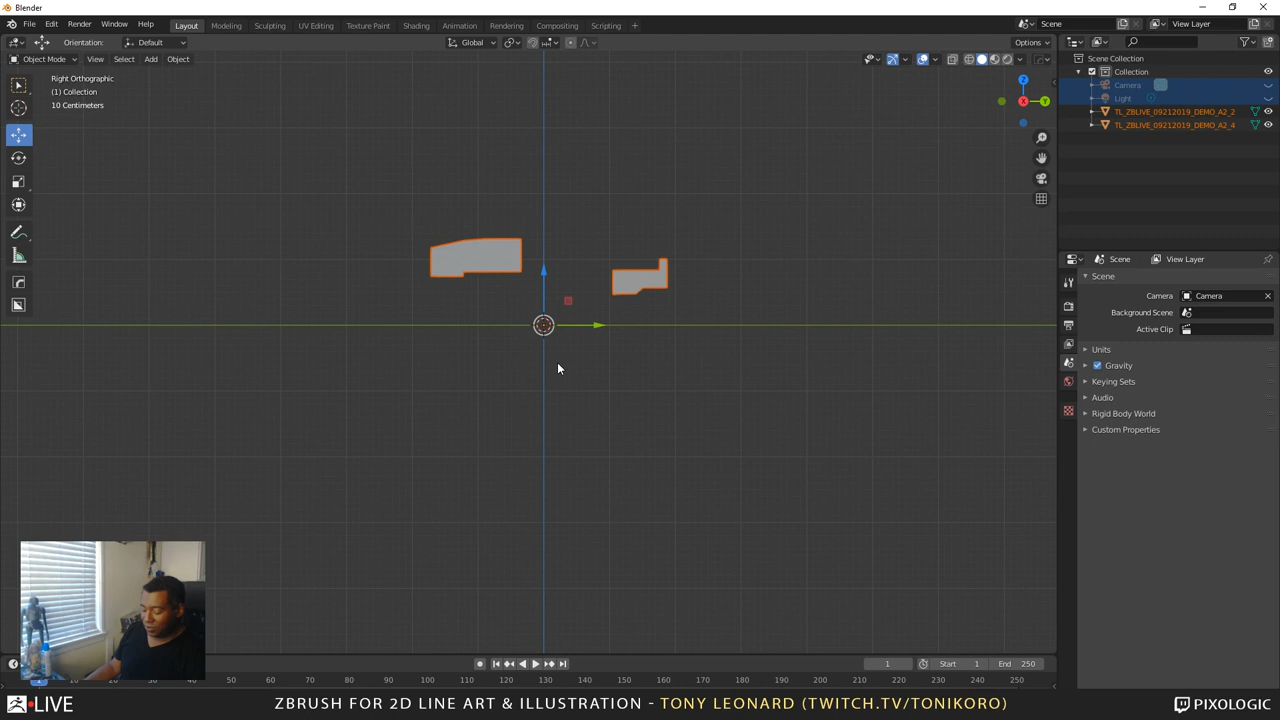 Blender
File Edit Render Window Help Layout Modeling Sculpting UV Editing Texture Paint Shading Animation Rendering Compositing Scripting + Scene View Layer
Orientation: Default Global Options
Object Mode View Select Add Object
Right Orthographic
(1) Collection
10 Centimeters
Z
X
Y
Scene Collection
Collection
Camera
Light
TL_ZBLIVE_09212019_DEMO_A2_2
TL_ZBLIVE_09212019_DEMO_A2_4
Scene View Layer
Scene
Camera Camera
Background Scene
Active Clip
Units
Gravity
Keying Sets
Audio
Rigid Body World
Custom Properties
1 Start 1 End 250
1 50 60 70 80 90 100 110 120 130 140 150 160 170 180 190 200 210 220 230 240 250
LIVE ZBRUSH FOR 2D LINE ART & ILLUSTRATION - TONY LEONARD (TWITCH.TV/TONIKORO) PIXOLOGIC